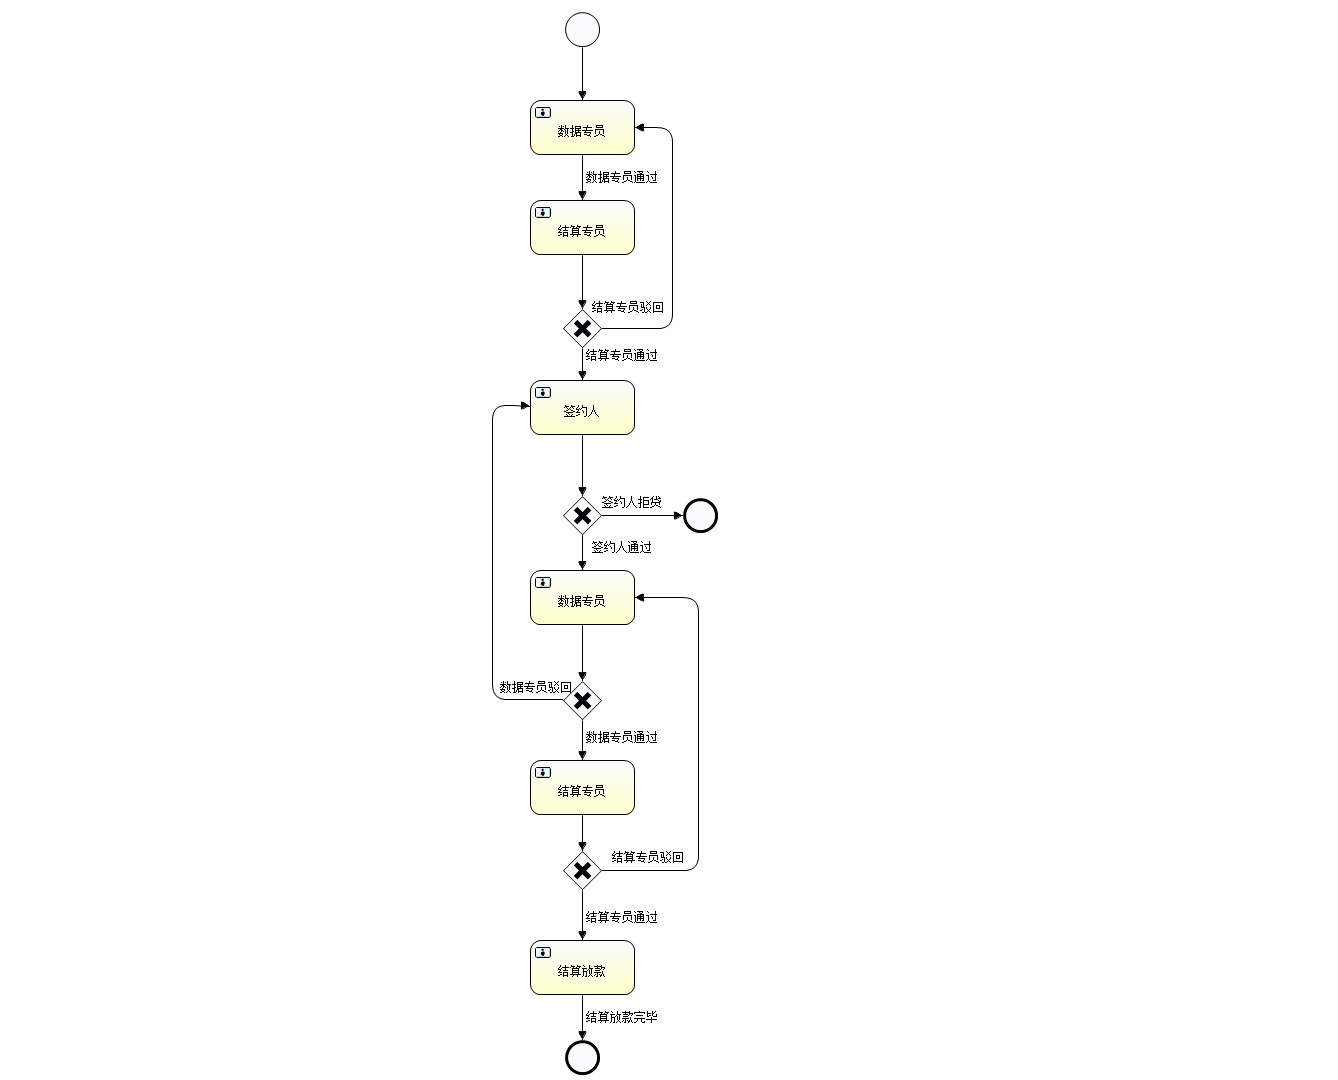 数据专员
数据专员通过
结算专员
结算专员驳回
结算专员通过
签约人
签约人拒贷
签约人通过
数据专员
数据专员驳回
数据专员通过
结算专员
结算专员驳回
结算专员通过
结算放款
结算放款完毕